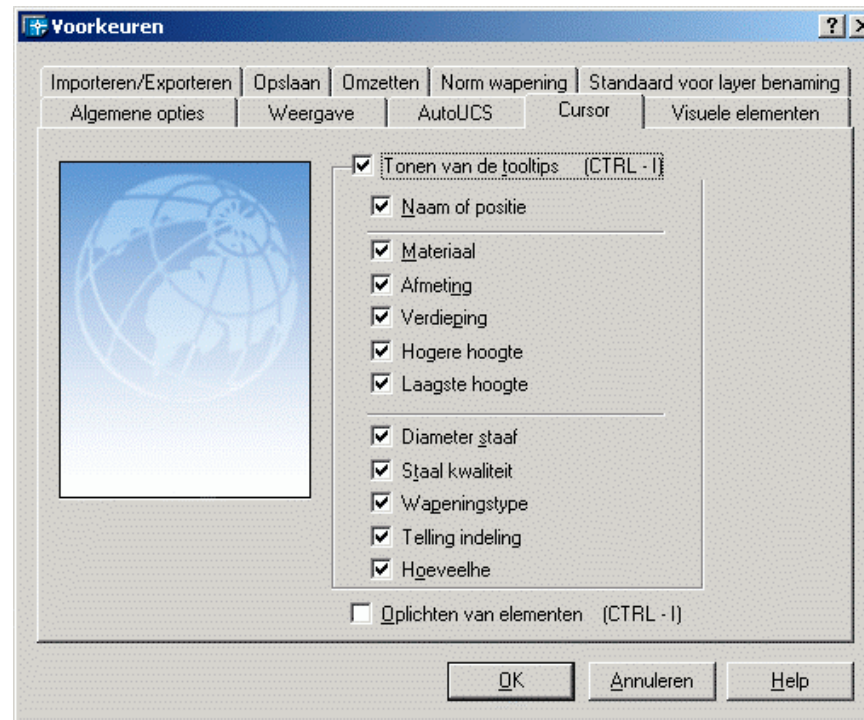 Voorkeuren
Importeren/Exporteren Opslaan Omzetten Norm wapening Standaard voor layer benaming
Algemene opties Weergave AutoUCS Cursor Visuele elementen
Tonen van de tooltips (CTRL - I)
Naam of positie
Materiaal
Afmeting
Verdieping
Hogere hoogte
Laagste hoogte
Diameter staaf
Staal kwaliteit
Wapeningstype
Telling indeling
Hoeveelhe
Oplichten van elementen (CTRL - I)
OK Annuleren Help